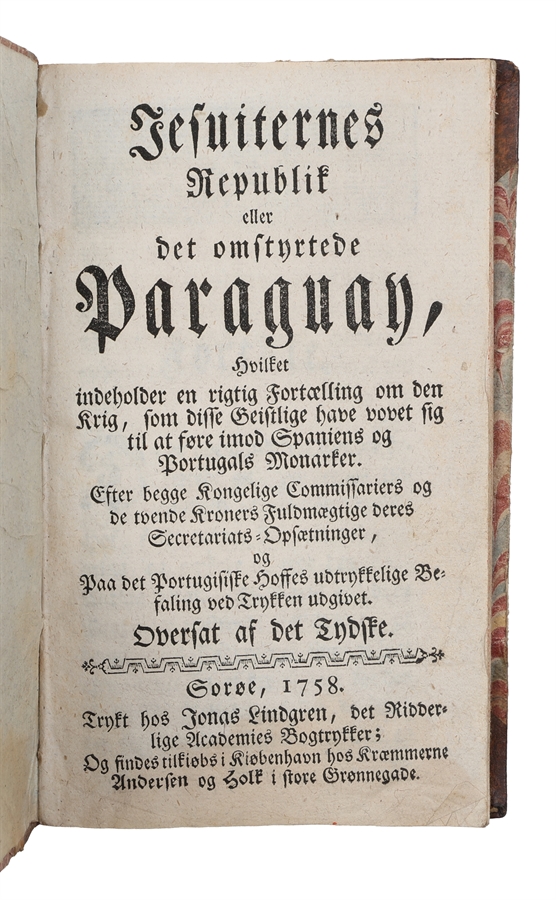 Jesuiternes
Republik
eller
det omstyrtede
Paraguay,
Hvilket
indeholder en rigtig Fortælling om den
Krig, som disse Geistlige have vovet sig
til at føre imod Spaniens og
Portugals Monarker.
Efter begge Kongelige Commissariers og
de tvende Kroners Fuldmægtige deres
Secretariats-Opsætninger,
og
Paa det Portugisiske Hoffes udtrykkelige Be-
faling ved Trykken udgivet.
Oversat af det Tydske.
Sorøe, 1758.
Trykt hos Jonas Lindgren, det Ridder-
lige Academies Bogtrykker;
Og findes tilkiøbs i Kiøbenhavn hos Kræmmerne
Andersen og Holk i store Grønnegade.